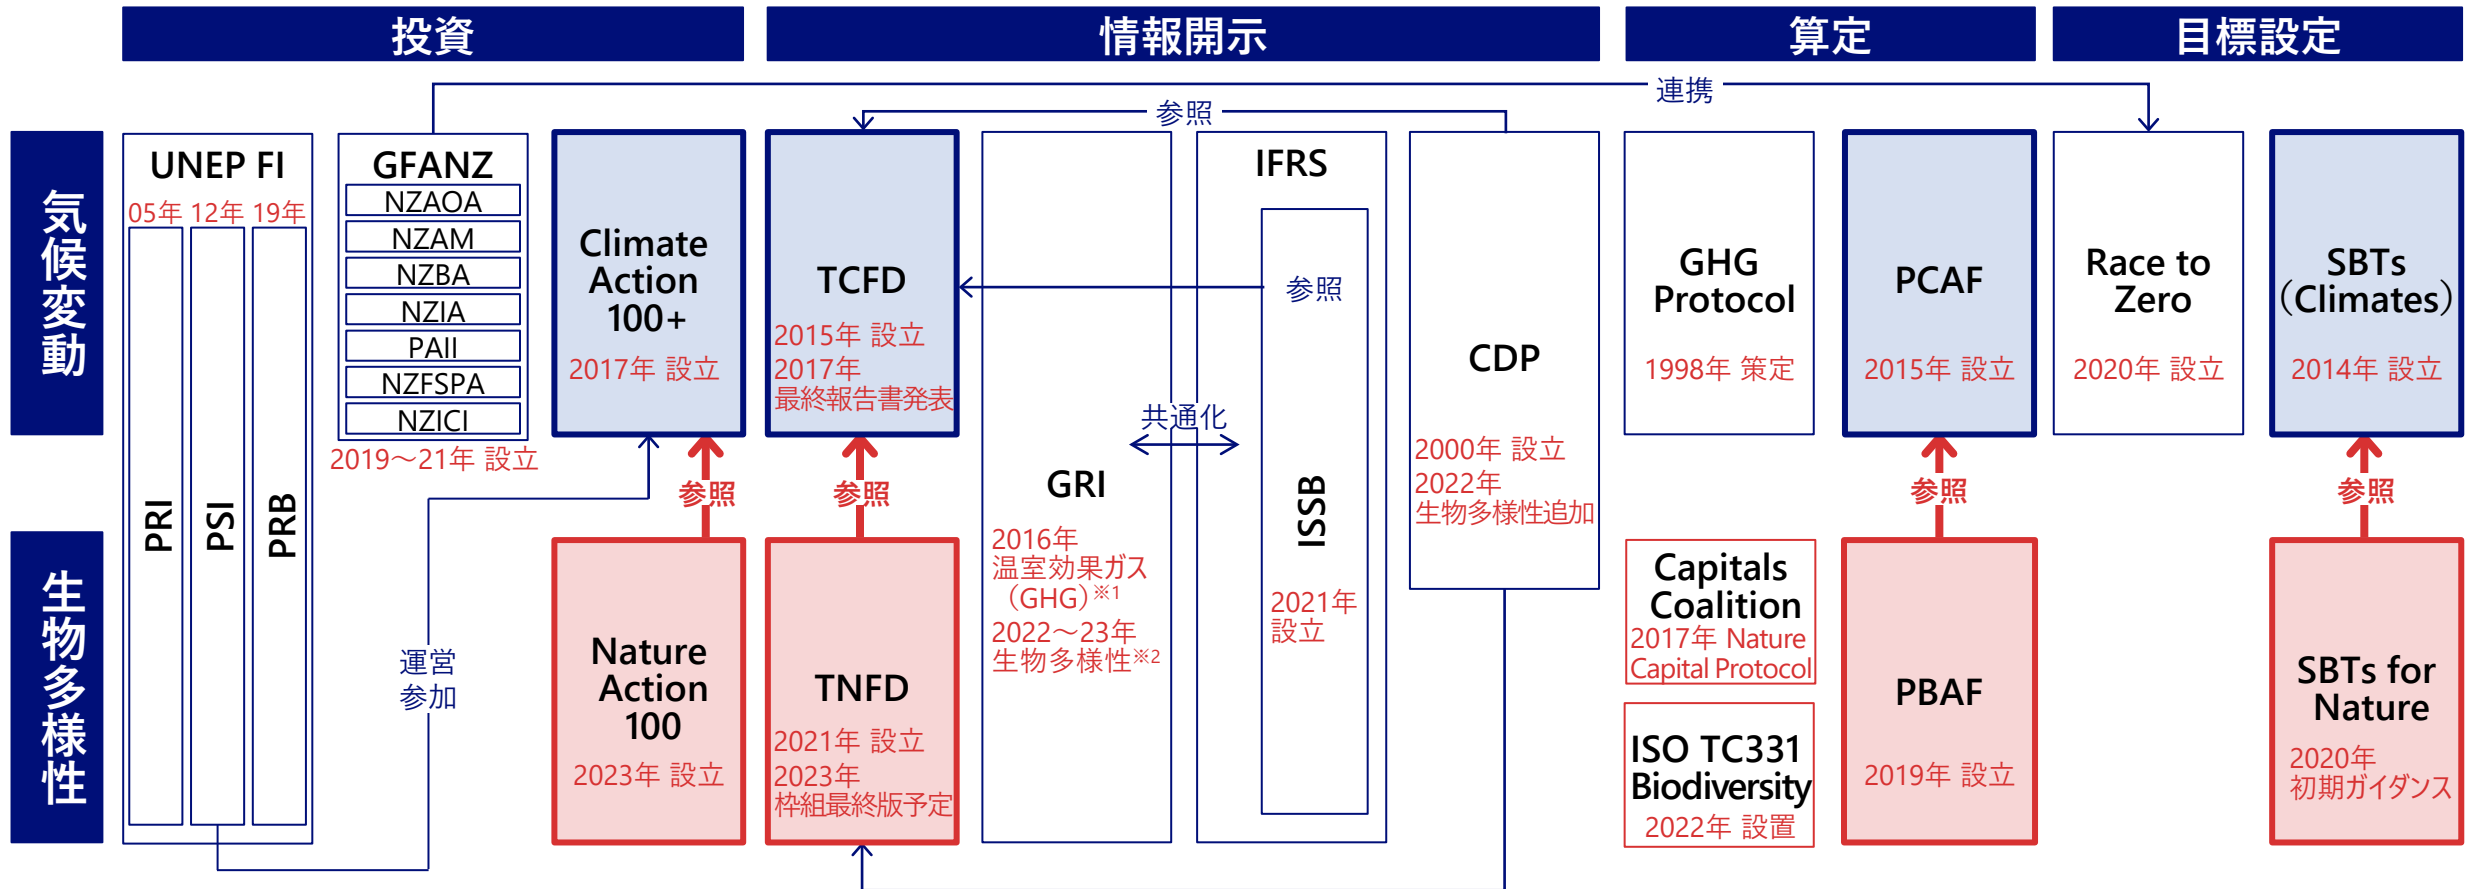 投資
情報開示
算定
目標設定
気候変動
生物多様性
連携
参照
UNEP FI
05年 12年 19年
PRI
PSI
PRB
GFANZ
NZAOA
NZAM
NZBA
NZIA
PAII
NZFSPA
NZICI
2019～21年 設立
運営
参加
Climate
Action
100+
2017年 設立
参照
Nature
Action
100
2023年 設立
TCFD
2015年 設立
2017年
最終報告書発表
参照
TNFD
2021年 設立
2023年
枠組最終版予定
GRI
2016年
温室効果ガス
（GHG）※1
2022～23年
生物多様性※2
共通化
IFRS
参照
ISSB
2021年
設立
CDP
2000年 設立
2022年
生物多様性追加
GHG
Protocol
1998年 策定
Capitals
Coalition
2017年 Nature
Capital Protocol
ISO TC331
Biodiversity
2022年 設置
PCAF
2015年 設立
参照
PBAF
2019年 設立
Race to
Zero
2020年 設立
SBTs
（Climates）
2014年 設立
参照
SBTs for
Nature
2020年
初期ガイダンス